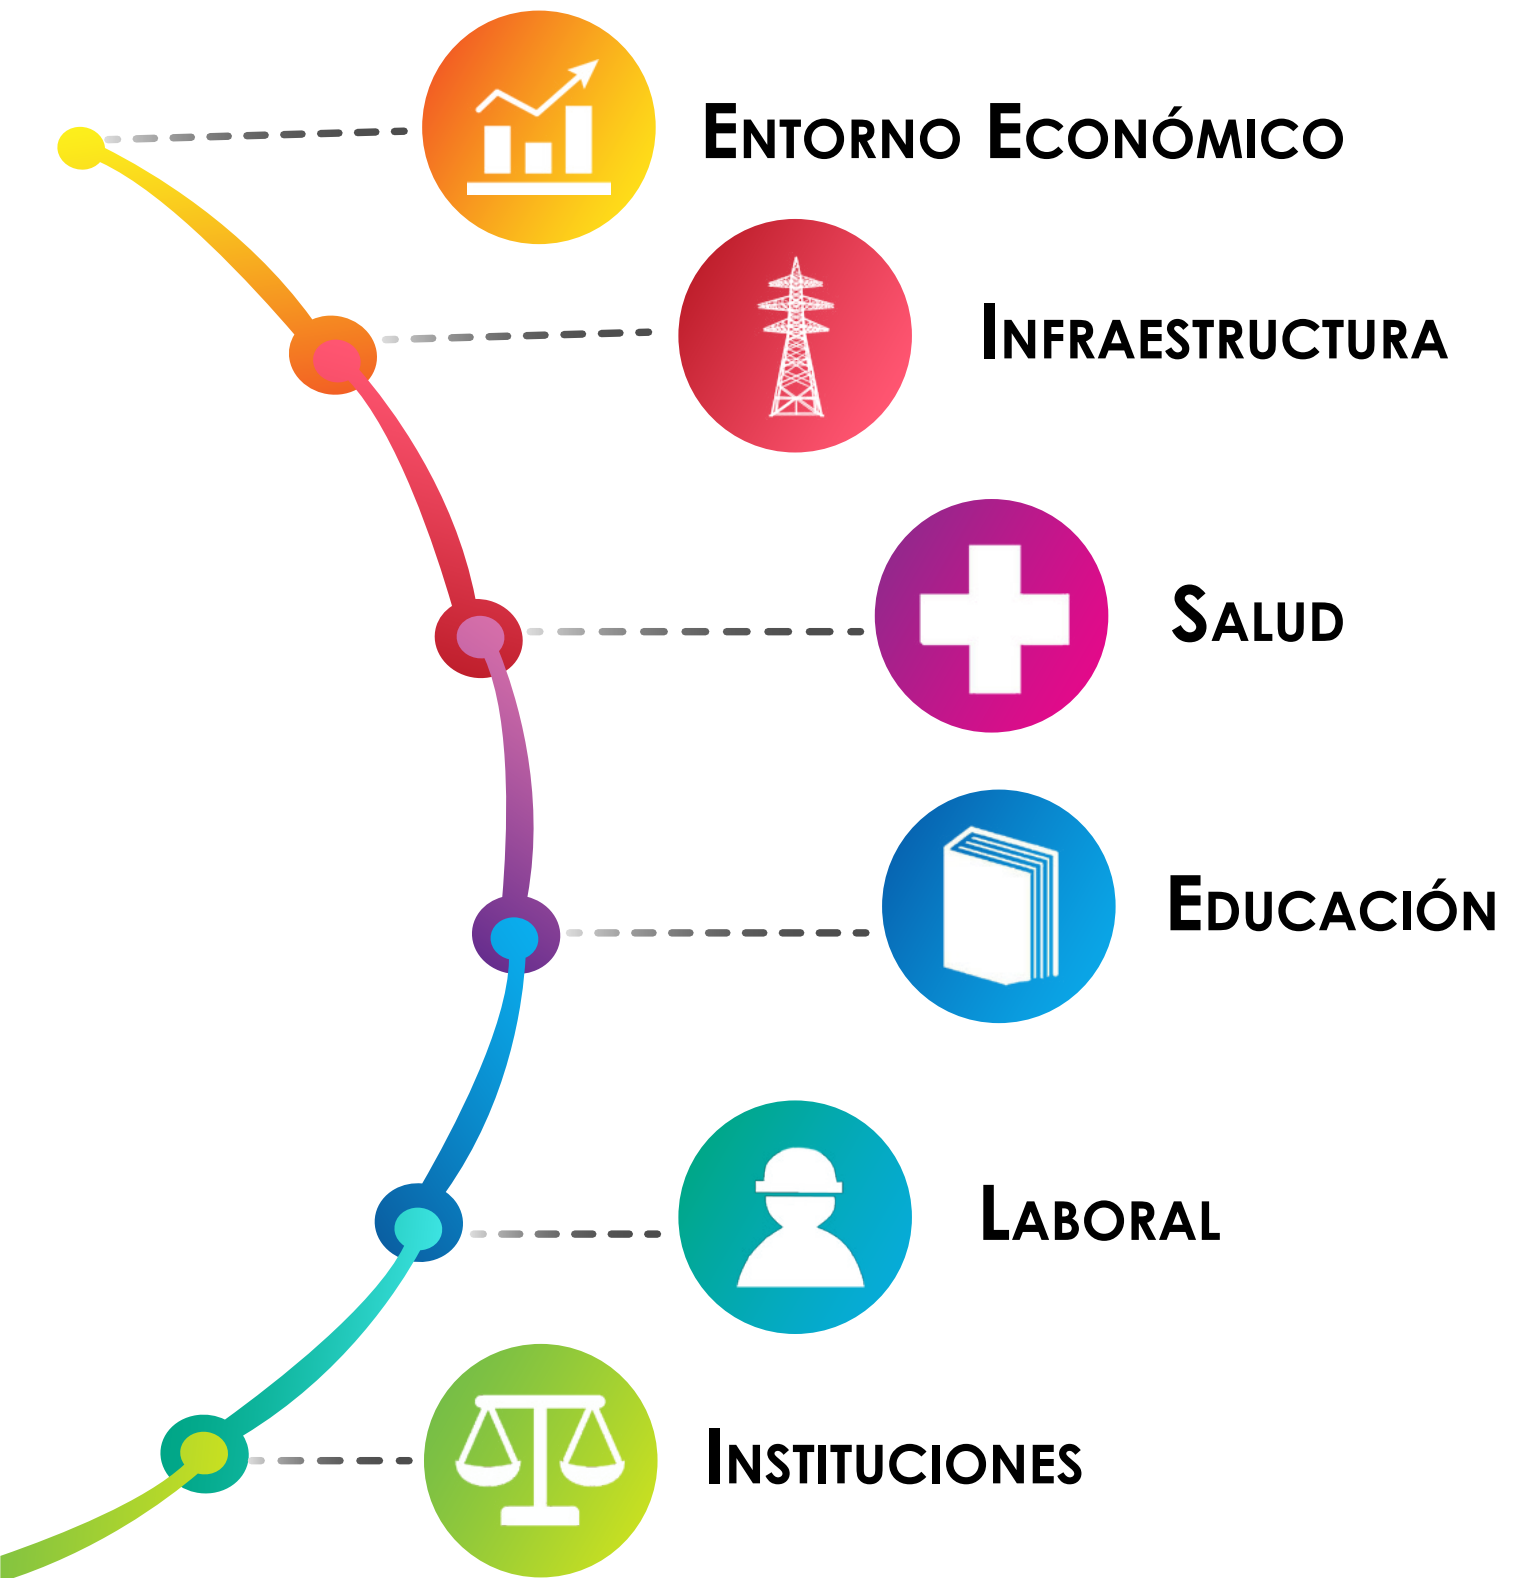 Entorno Económico
Infraestructura
Salud
Educación
Laboral
Instituciones